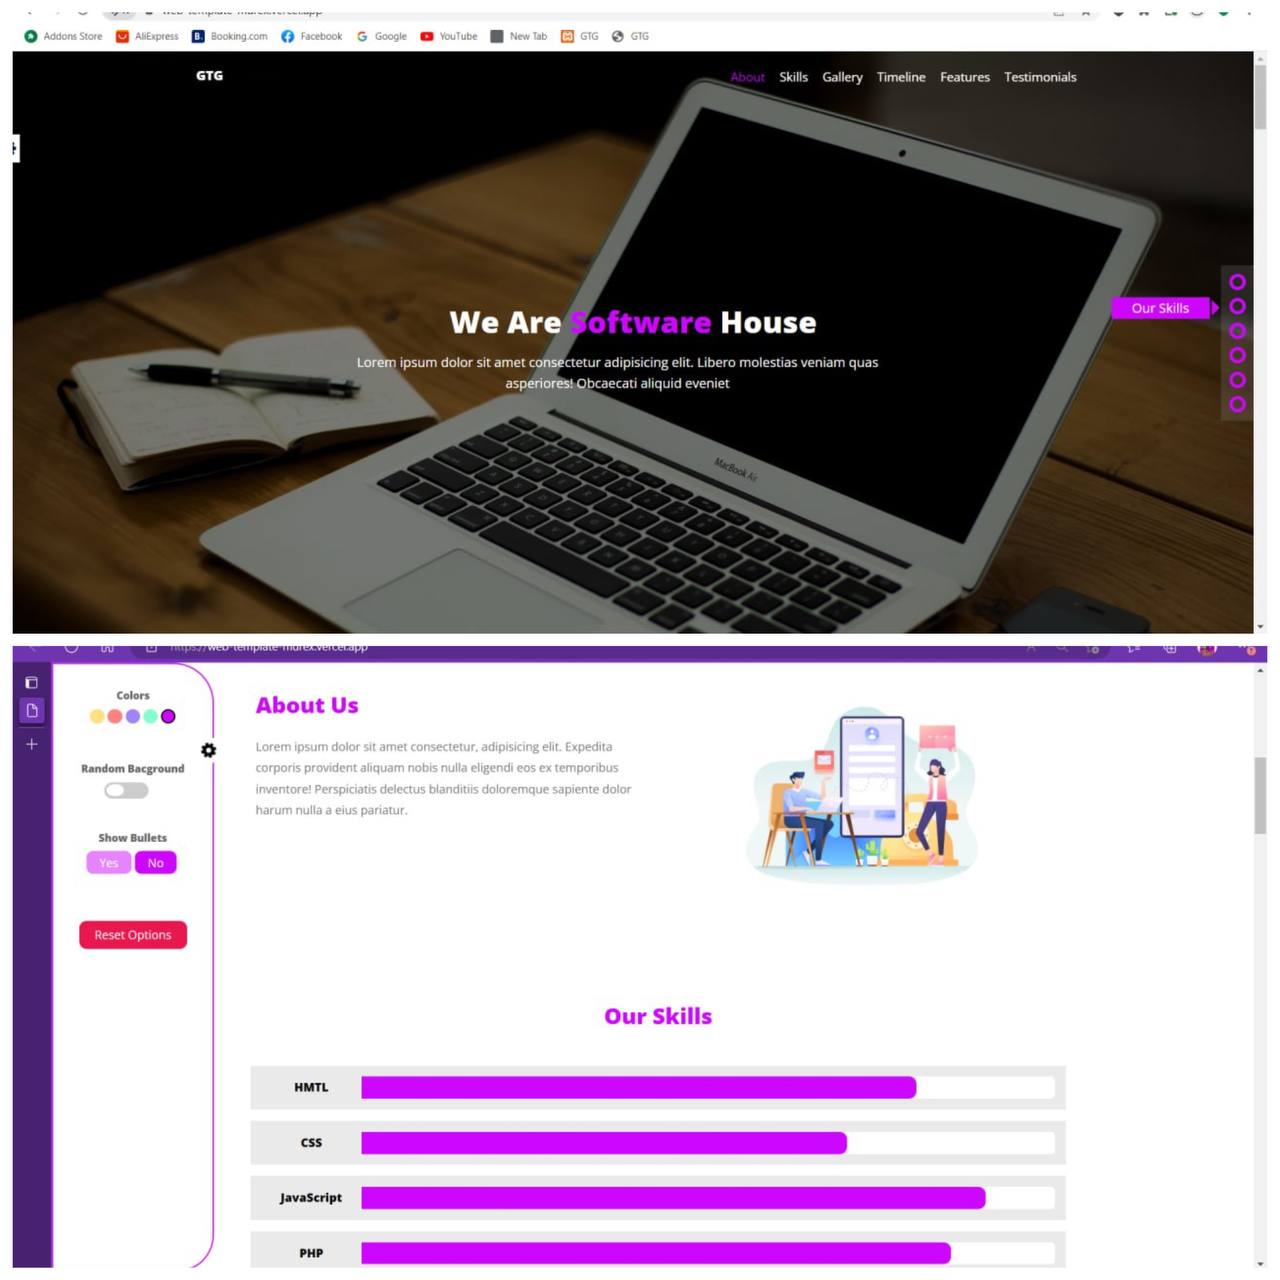 web-template-murex.vercel.app
Addons Store AliExpress Booking.com Facebook Google YouTube New Tab GTG GTG
GTG About Skills Gallery Timeline Features Testimonials
Our Skills
We Are Software House
Lorem ipsum dolor sit amet consectetur adipisicing elit. Libero molestias veniam quas
asperiores! Obcaecati aliquid eveniet
MacBook Air
https://web-template-murex.vercel.app
Colors
Random Bacground
Show Bullets
Yes No
Reset Options
About Us
Lorem ipsum dolor sit amet consectetur, adipisicing elit. Expedita
corporis provident aliquam nobis nulla eligendi eos ex temporibus
inventore! Perspiciatis delectus blanditiis doloremque sapiente dolor
harum nulla a eius pariatur.
Our Skills
HMTL
CSS
JavaScript
PHP